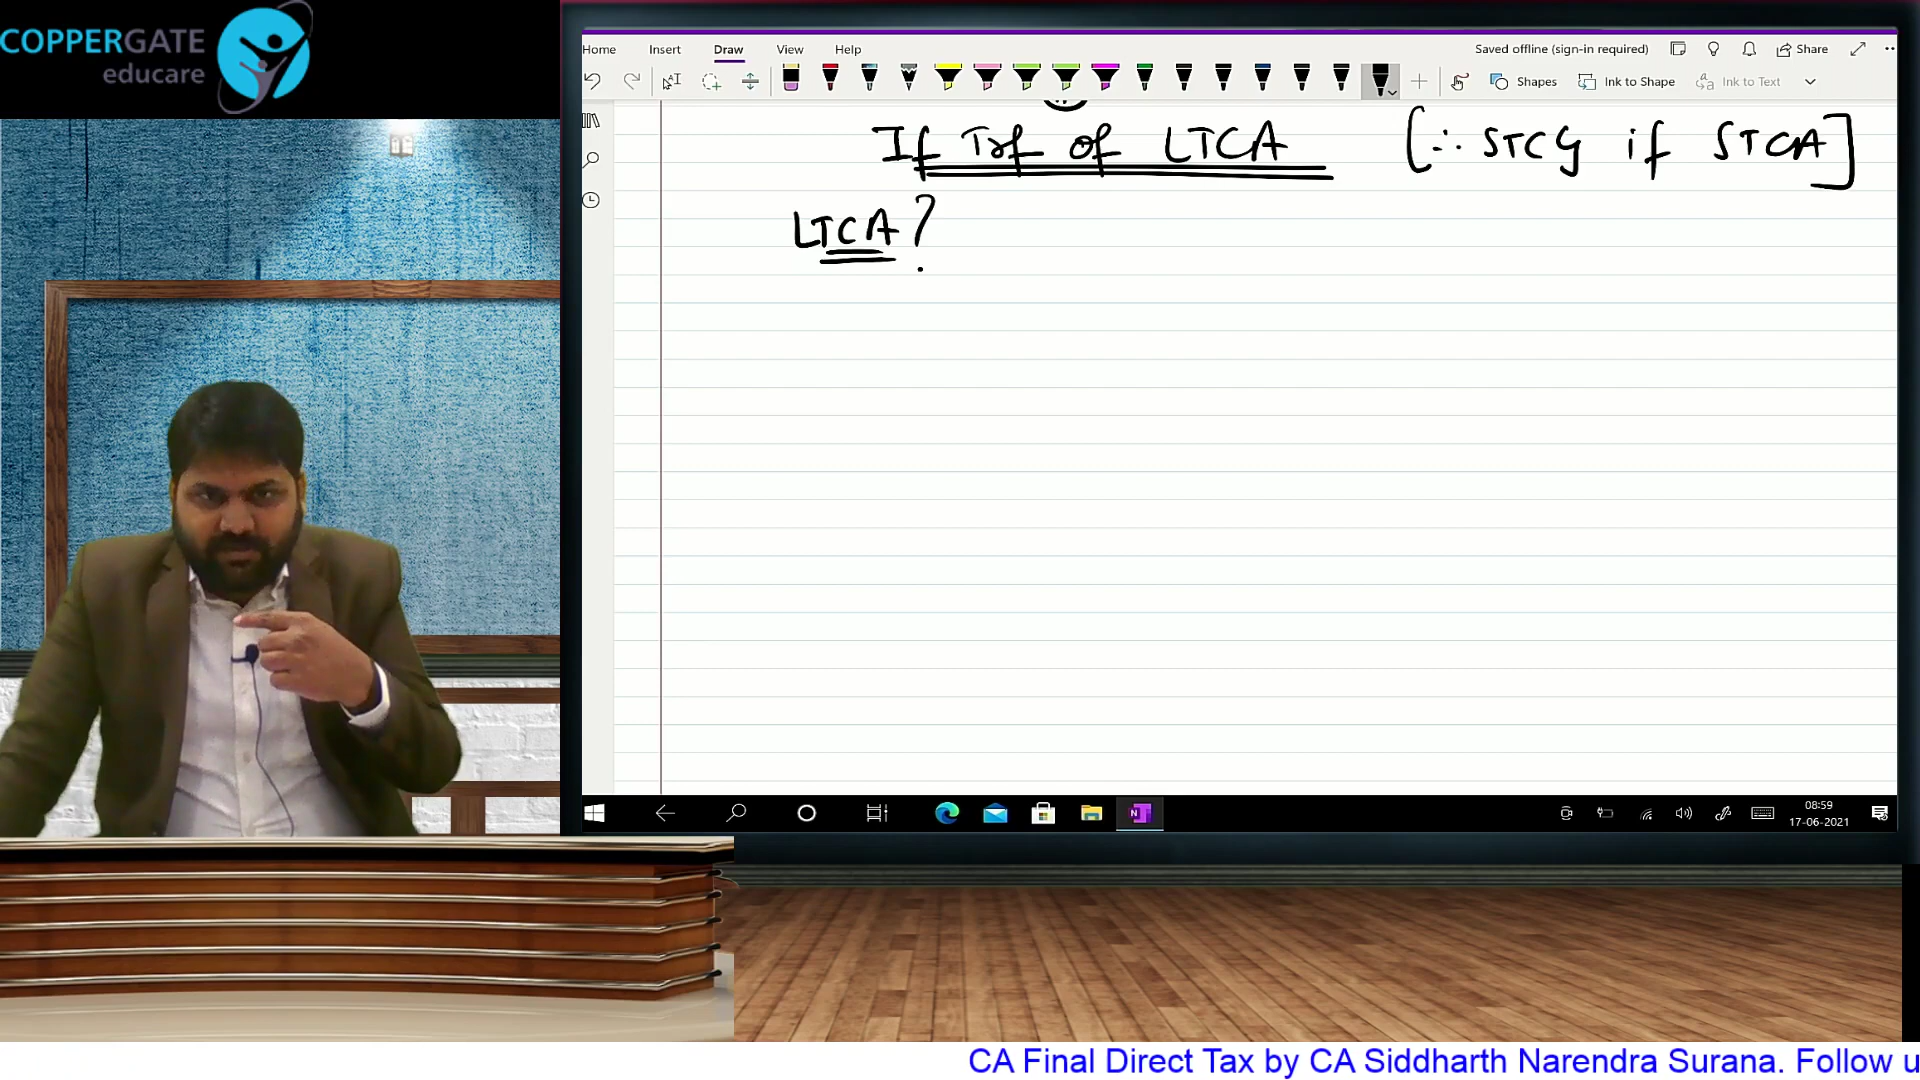 COPPERGATE
educare
Home Insert Draw View Help
Saved offline (sign-in required) Share
Shapes Ink to Shape Ink to Text
If Trf of LTCA [∴ STCG if STCA]
LTCA ?
08:59
17-06-2021
CA Final Direct Tax by CA Siddharth Narendra Surana. Follow u